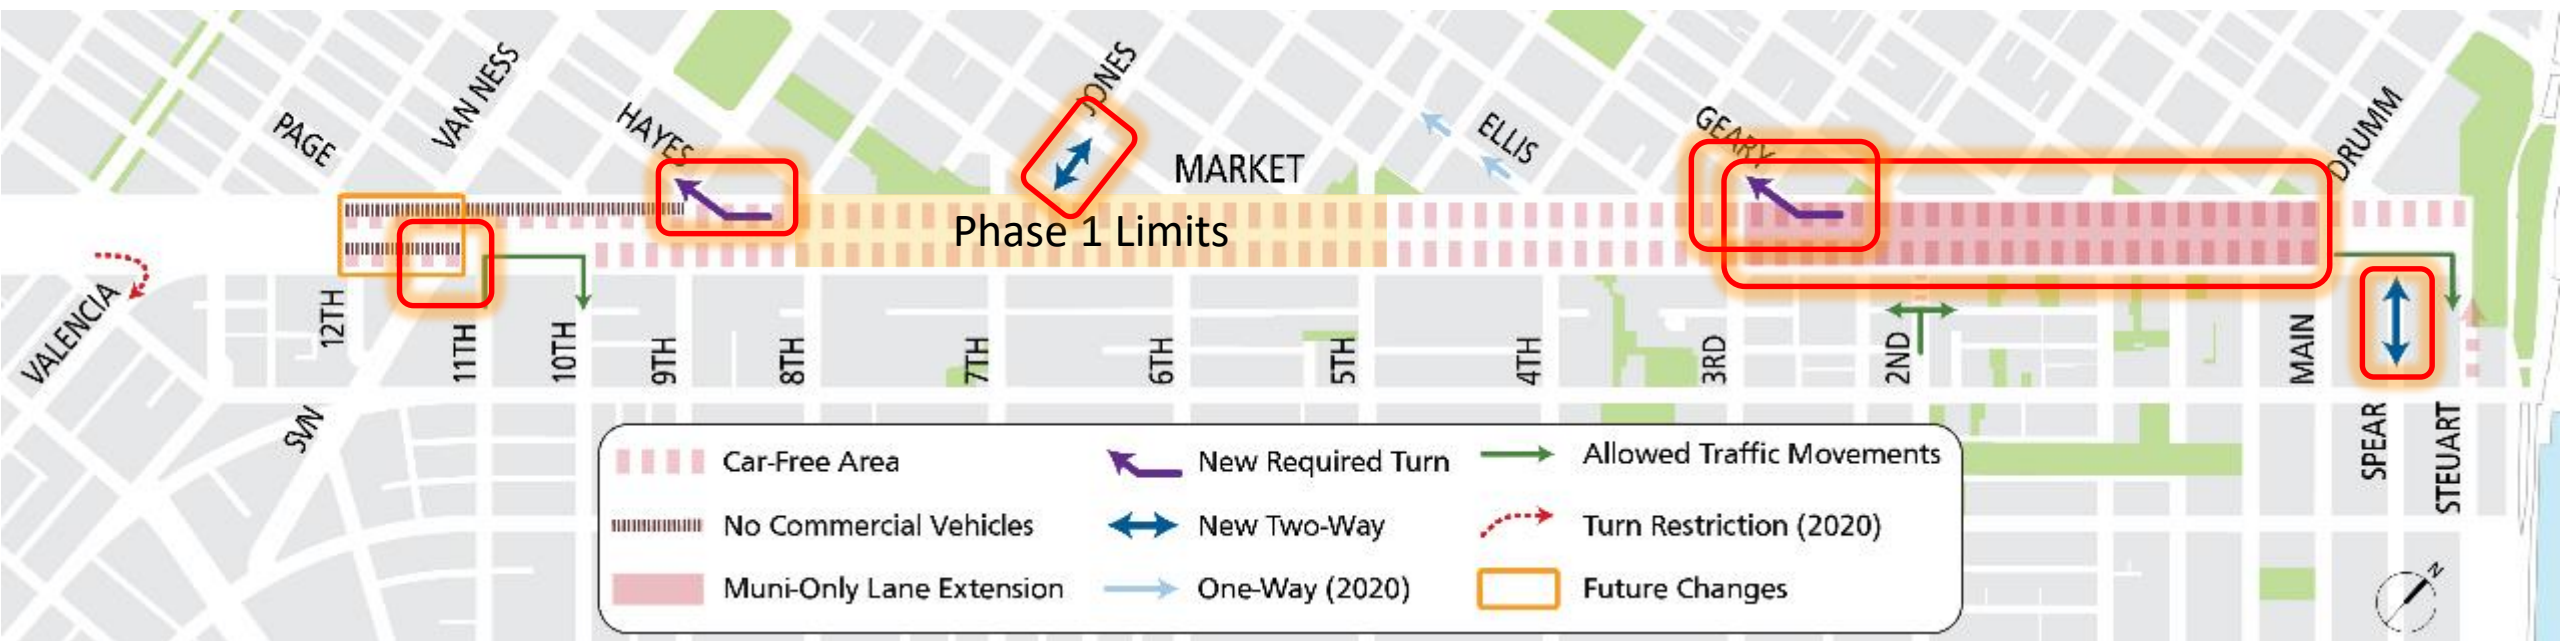 PAGE
VAN NESS
HAYES
JONES
MARKET
ELLIS
GEARY
DRUMM
Phase 1 Limits
VALENCIA
12TH
SVN
11TH
10TH
9TH
8TH
7TH
6TH
5TH
4TH
3RD
2ND
MAIN
SPEAR
STEUART
Car-Free Area
New Required Turn
Allowed Traffic Movements
No Commercial Vehicles
New Two-Way
Turn Restriction (2020)
Muni-Only Lane Extension
One-Way (2020)
Future Changes
N